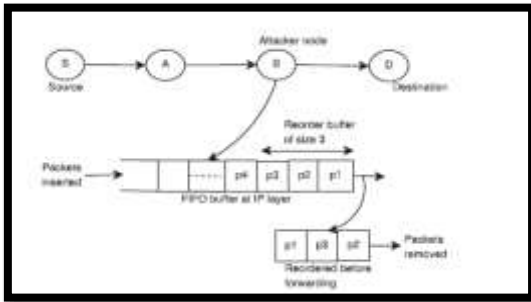 Attacker node
S
A
B
D
Source
Destination
Reorder buffer
of size 3
Packets
inserted
p4
p3
p2
p1
FIFO buffer at IP layer
p1
p3
p2
Packets
removed
Reordered before
forwarding